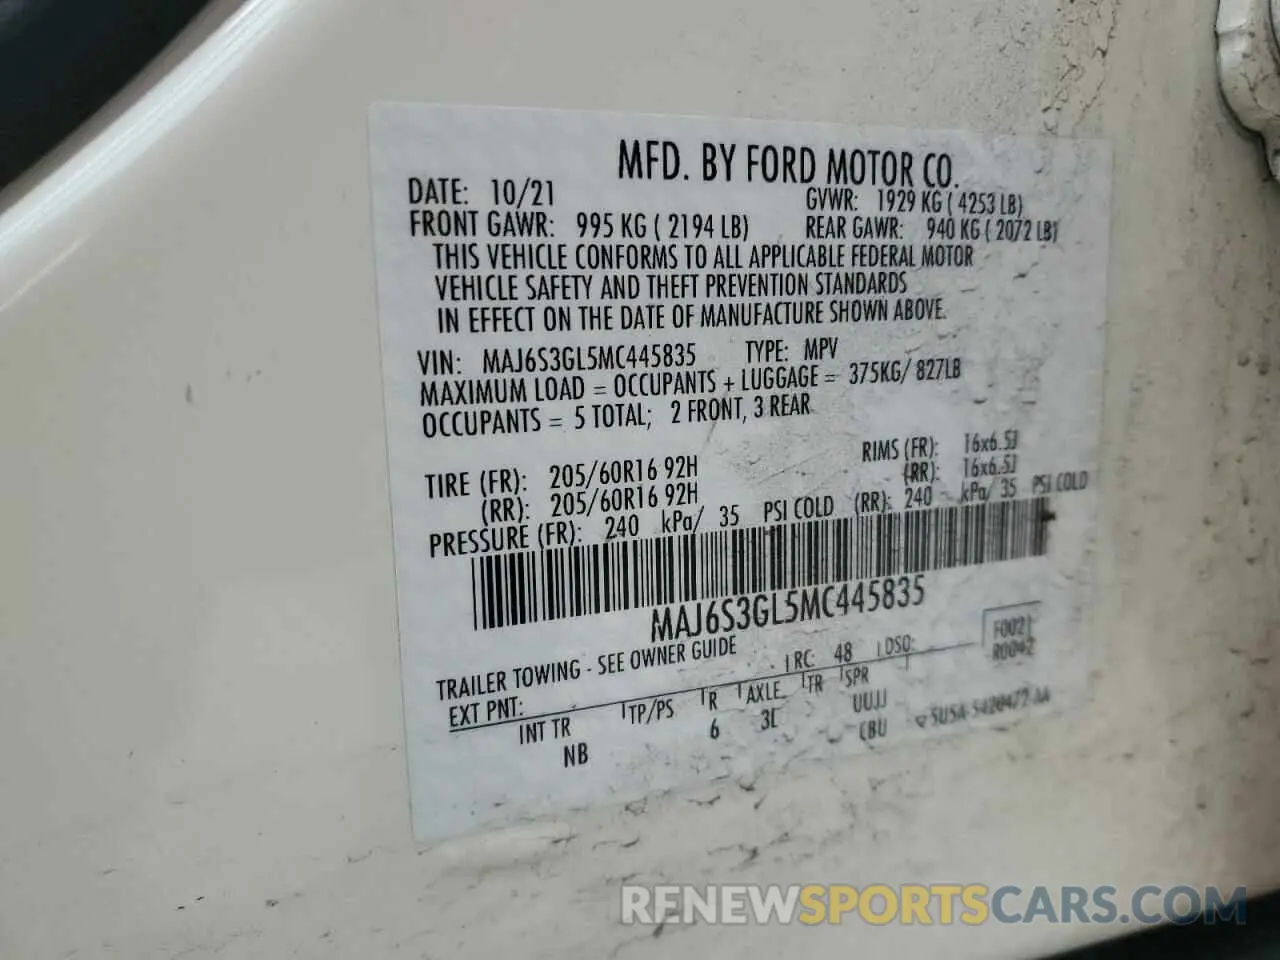 MFD. BY FORD MOTOR CO.
DATE: 10/21 GVWR: 1929 KG ( 4253 LB)
FRONT GAWR: 995 KG ( 2194 LB) REAR GAWR: 940 KG ( 2072 LB)
THIS VEHICLE CONFORMS TO ALL APPLICABLE FEDERAL MOTOR
VEHICLE SAFETY AND THEFT PREVENTION STANDARDS
IN EFFECT ON THE DATE OF MANUFACTURE SHOWN ABOVE.
VIN: MAJ6S3GL5MC445835 TYPE: MPV
MAXIMUM LOAD = OCCUPANTS + LUGGAGE = 375KG/ 827LB
OCCUPANTS = 5 TOTAL; 2 FRONT, 3 REAR
TIRE (FR): 205/60R16 92H RIMS (FR): 16x6.5J
(RR): 205/60R16 92H (RR): 16x6.5J
PRESSURE (FR): 240 kPa/ 35 PSI COLD (RR): 240 kPa/ 35 PSI COLD
MAJ6S3GL5MC445835
TRAILER TOWING - SEE OWNER GUIDE
EXT PNT: RC: 48 DSO: F0021
R0042
INT TR TP/PS R AXLE TR SPR
NB 6 3L UUJJ
CBU
RENEWSPORTSCARS.COM